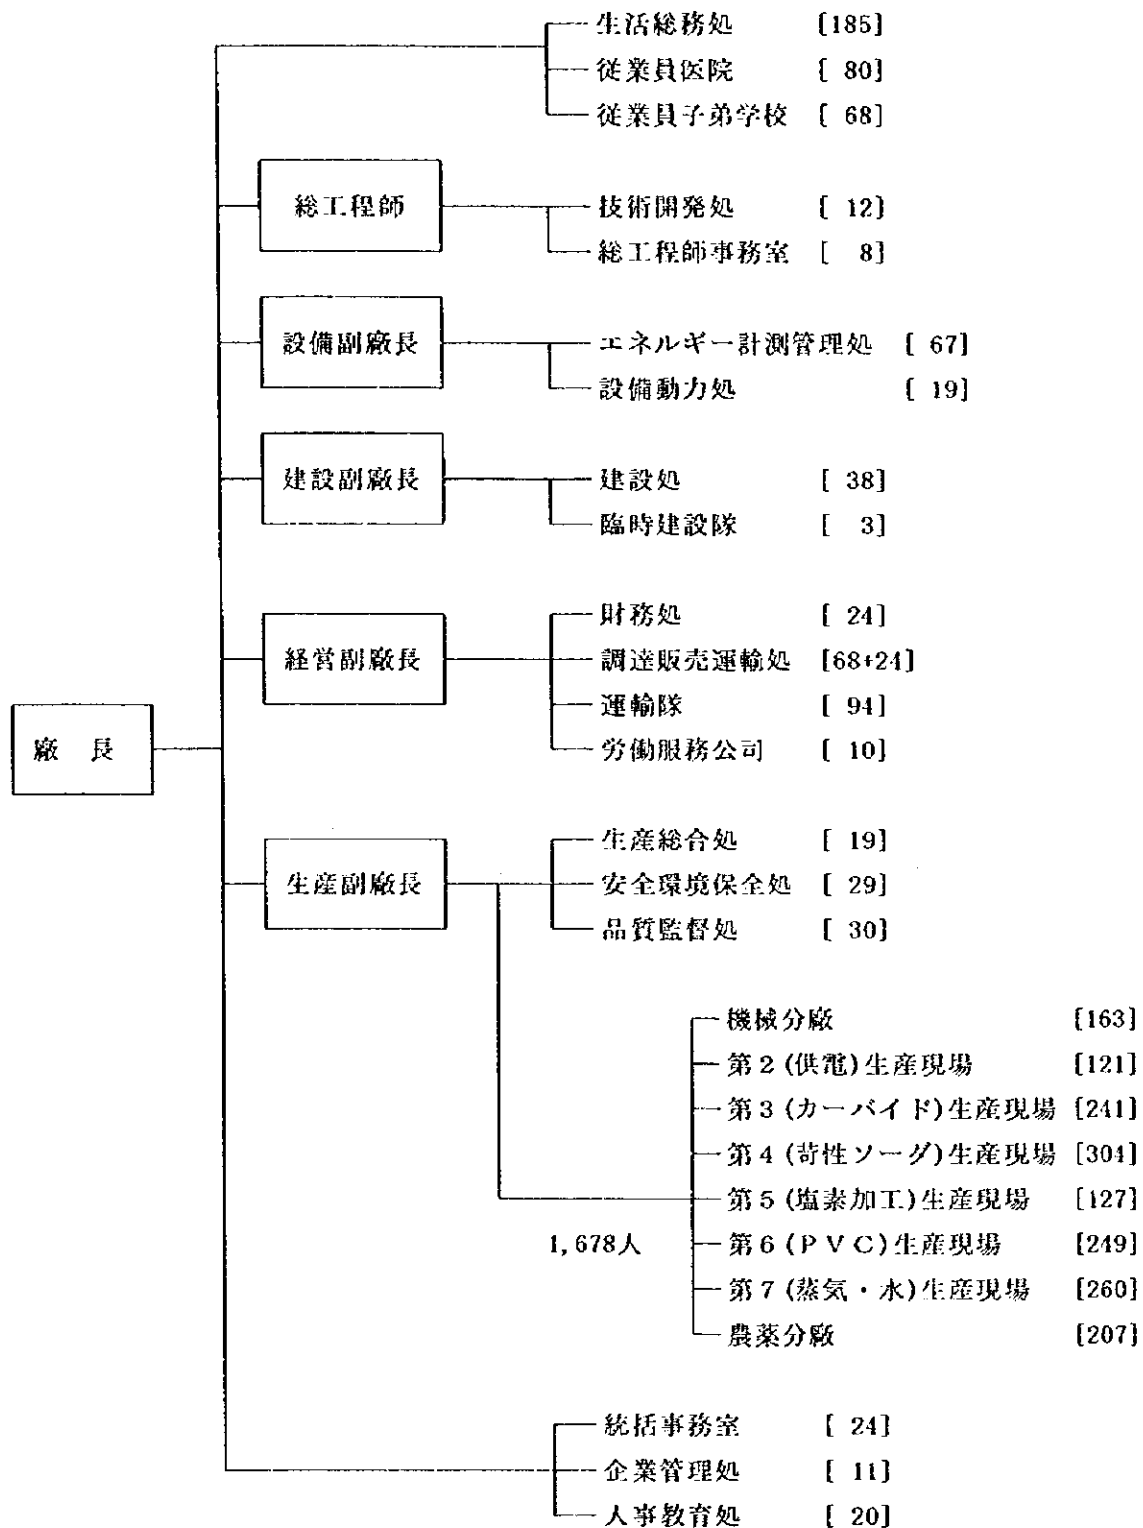 生活総務処 [185]
従業員医院 [ 80]
従業員子弟学校 [ 68]
総工程師
技術開発処 [ 12]
総工程師事務室 [ 8]
設備副廠長
エネルギー計測管理処 [ 67]
設備動力処 [ 19]
建設副廠長
建設処 [ 38]
臨時建設隊 [ 3]
経営副廠長
財務処 [ 24]
調達販売運輸処 [68+24]
運輸隊 [ 94]
労働服務公司 [ 10]
廠 長
生産副廠長
生産総合処 [ 19]
安全環境保全処 [ 29]
品質監督処 [ 30]
機械分廠 [163]
第2(供電)生産現場 [121]
第3(カーバイド)生産現場 [241]
第4(苛性ソーダ)生産現場 [304]
第5(塩素加工)生産現場 [127]
1,678人
第6(PVC)生産現場 [249]
第7(蒸気・水)生産現場 [260]
農薬分廠 [207]
統括事務室 [ 24]
企業管理処 [ 11]
人事教育処 [ 20]